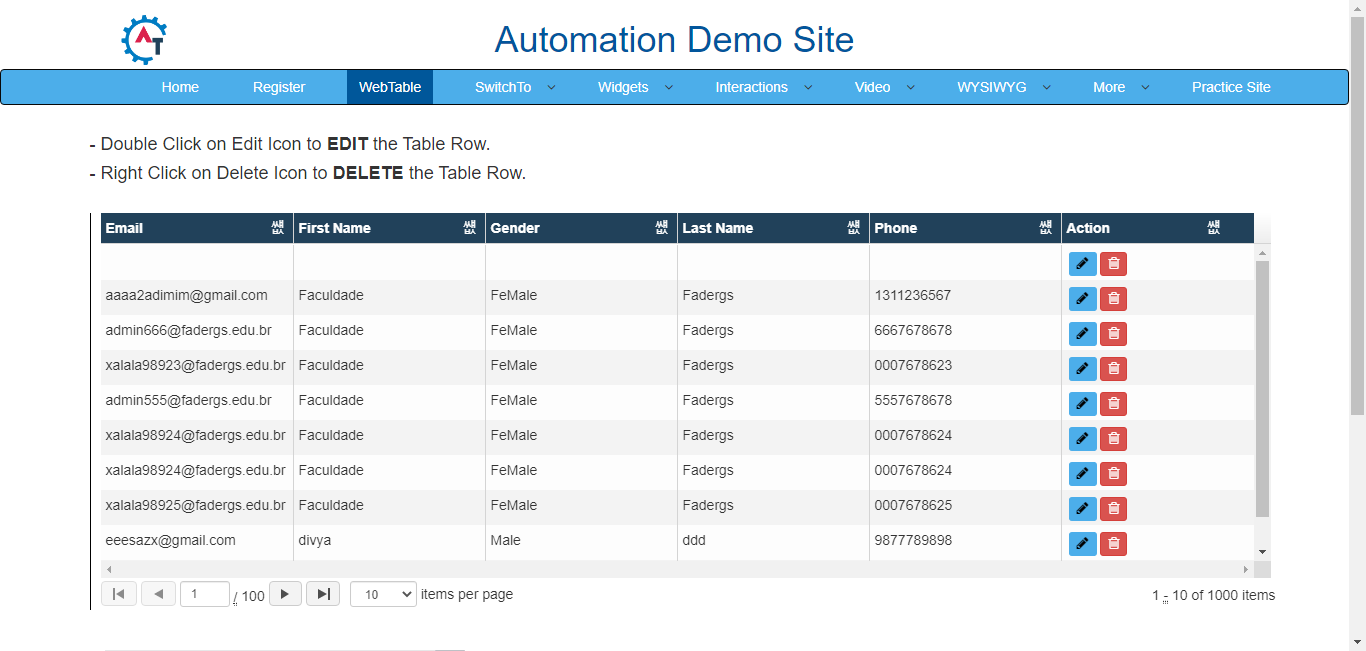 AT
Automation Demo Site
Home Register WebTable SwitchTo Widgets Interactions Video WYSIWYG More Practice Site
- Double Click on Edit Icon to EDIT the Table Row.
- Right Click on Delete Icon to DELETE the Table Row.
Email First Name Gender Last Name Phone Action
aaaa2adimim@gmail.com Faculdade FeMale Fadergs 1311236567
admin666@fadergs.edu.br Faculdade FeMale Fadergs 6667678678
xalala98923@fadergs.edu.br Faculdade FeMale Fadergs 0007678623
admin555@fadergs.edu.br Faculdade FeMale Fadergs 5557678678
xalala98924@fadergs.edu.br Faculdade FeMale Fadergs 0007678624
xalala98924@fadergs.edu.br Faculdade FeMale Fadergs 0007678624
xalala98925@fadergs.edu.br Faculdade FeMale Fadergs 0007678625
eeesazx@gmail.com divya Male ddd 9877789898
1 / 100 10 items per page 1 - 10 of 1000 items